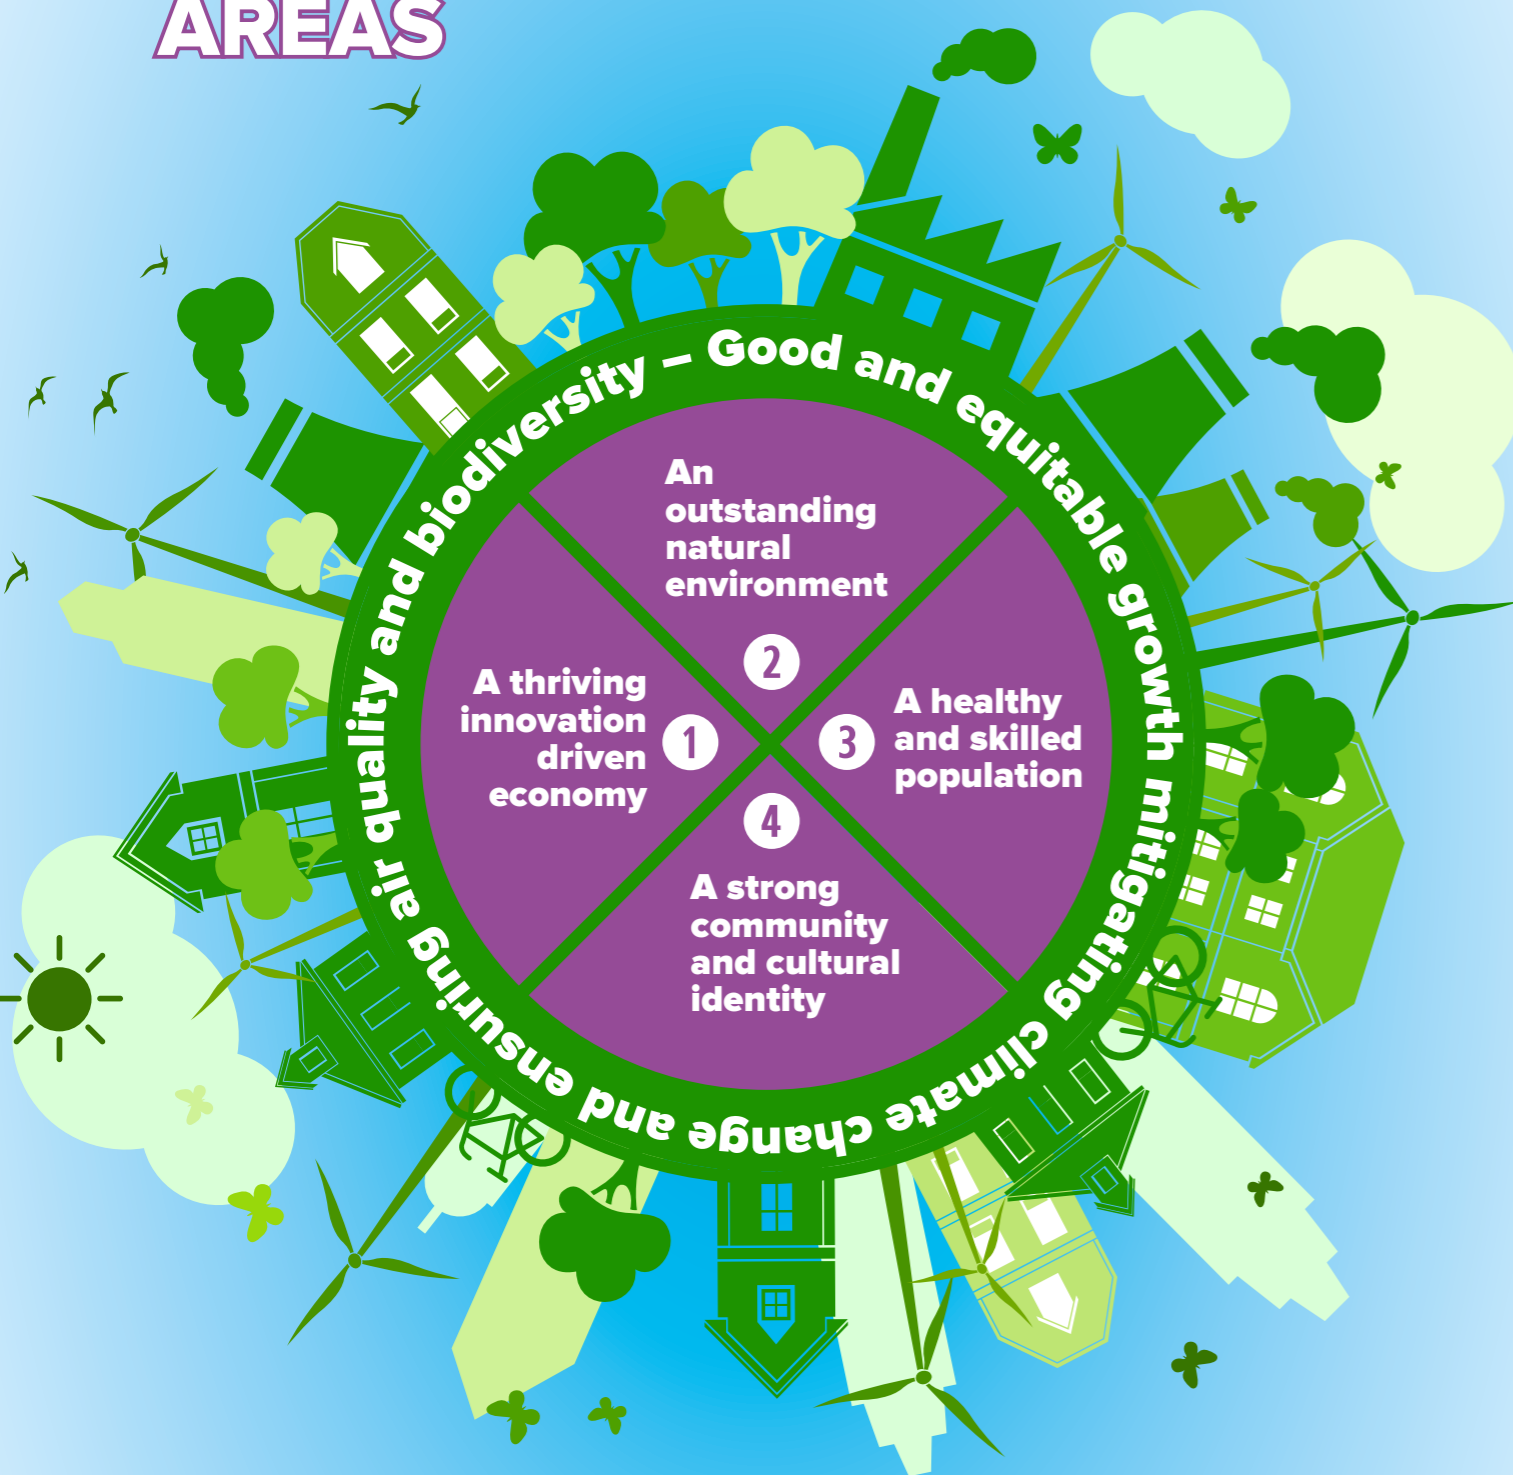 AREAS
Good and equitable growth mitigating climate change and ensuring air quality and biodiversity –
1
A thriving
innovation
driven
economy
2
An
outstanding
natural
environment
3
A healthy
and skilled
population
4
A strong
community
and cultural
identity